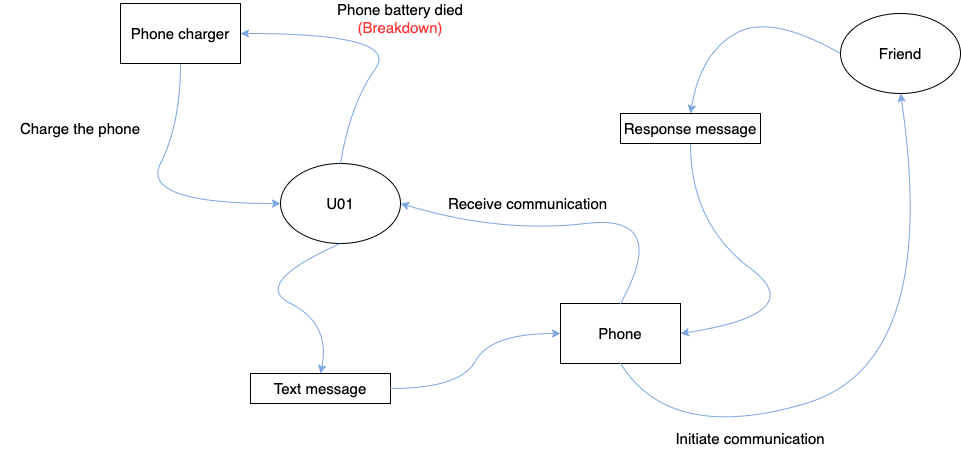 Phone battery died
(Breakdown)
Phone charger
Friend
Charge the phone
Response message
U01
Receive communication
Phone
Text message
Initiate communication